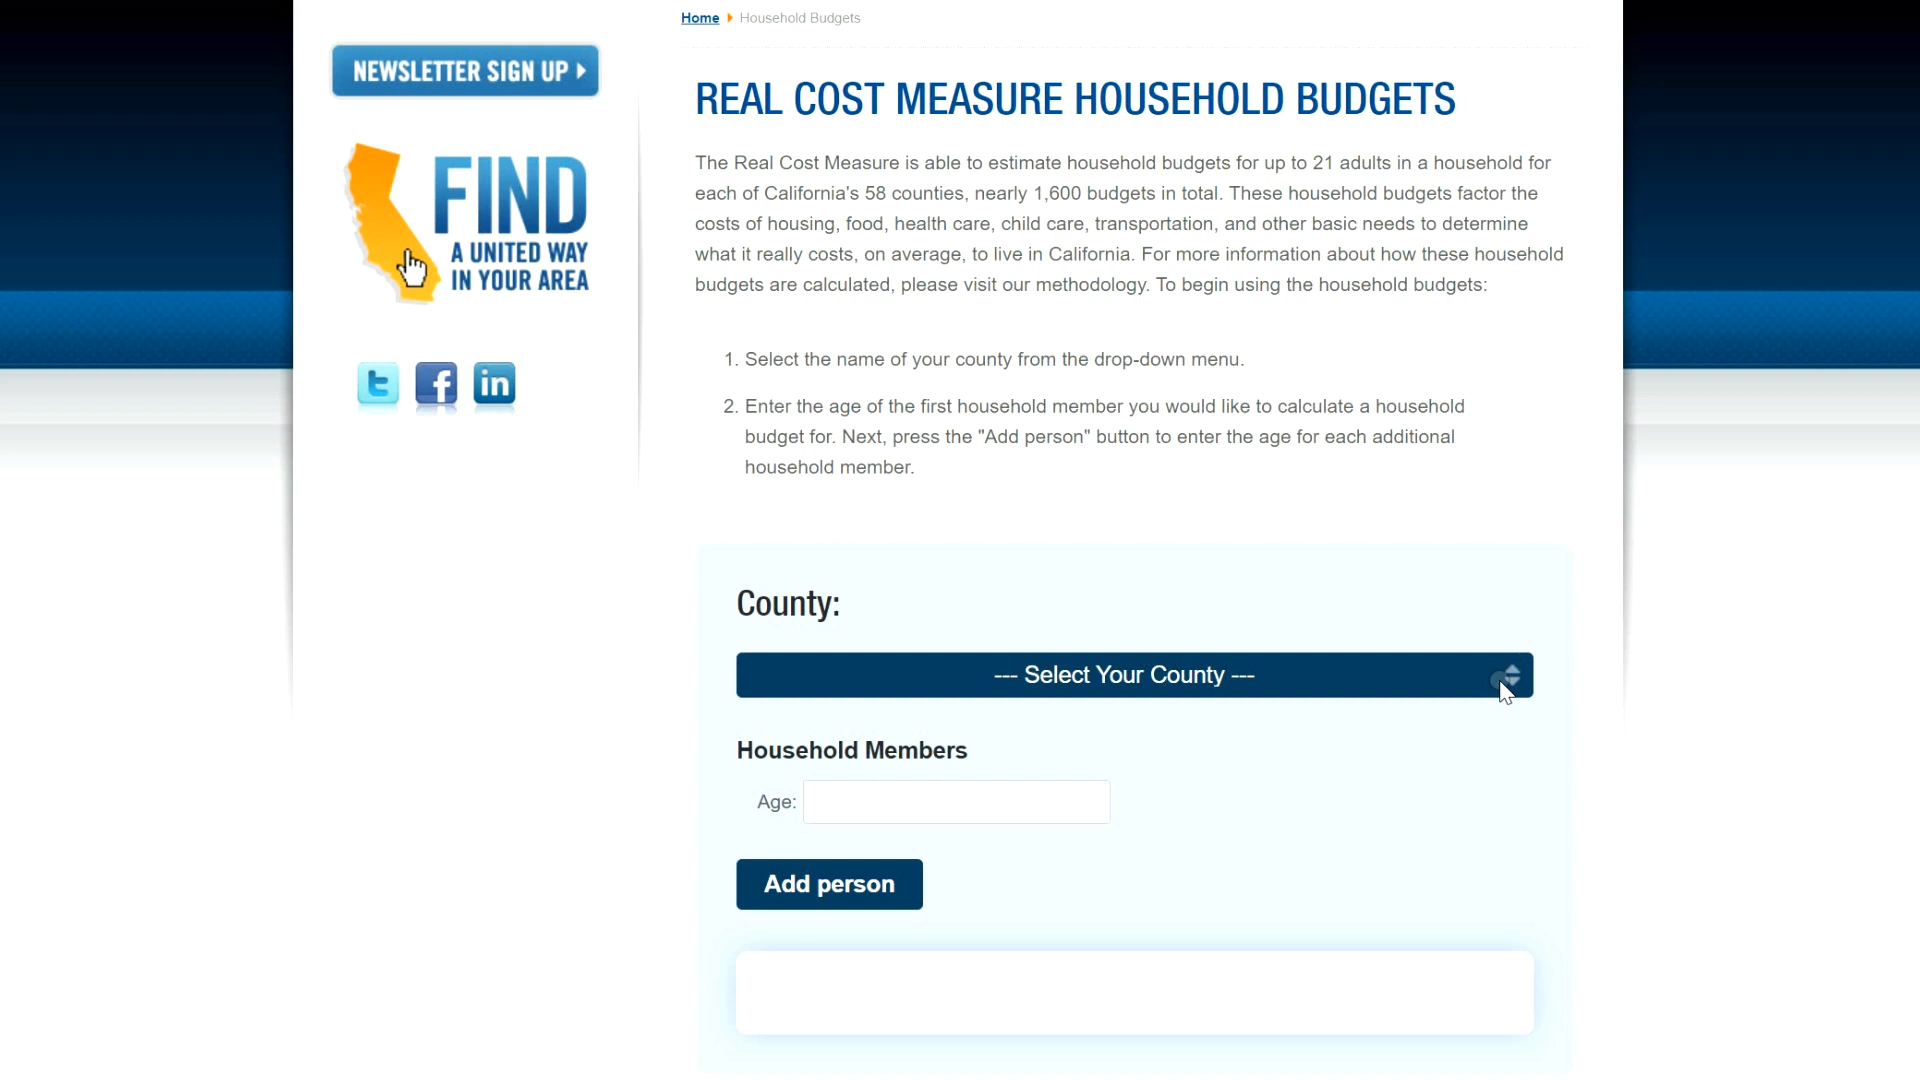 Home Household Budgets
NEWSLETTER SIGN UP
FIND
A UNITED WAY
IN YOUR AREA
t f in
REAL COST MEASURE HOUSEHOLD BUDGETS
The Real Cost Measure is able to estimate household budgets for up to 21 adults in a household for
each of California's 58 counties, nearly 1,600 budgets in total. These household budgets factor the
costs of housing, food, health care, child care, transportation, and other basic needs to determine
what it really costs, on average, to live in California. For more information about how these household
budgets are calculated, please visit our methodology. To begin using the household budgets:
1. Select the name of your county from the drop-down menu.
2. Enter the age of the first household member you would like to calculate a household
budget for. Next, press the "Add person" button to enter the age for each additional
household member.
County:
--- Select Your County ---
Household Members
Age:
Add person